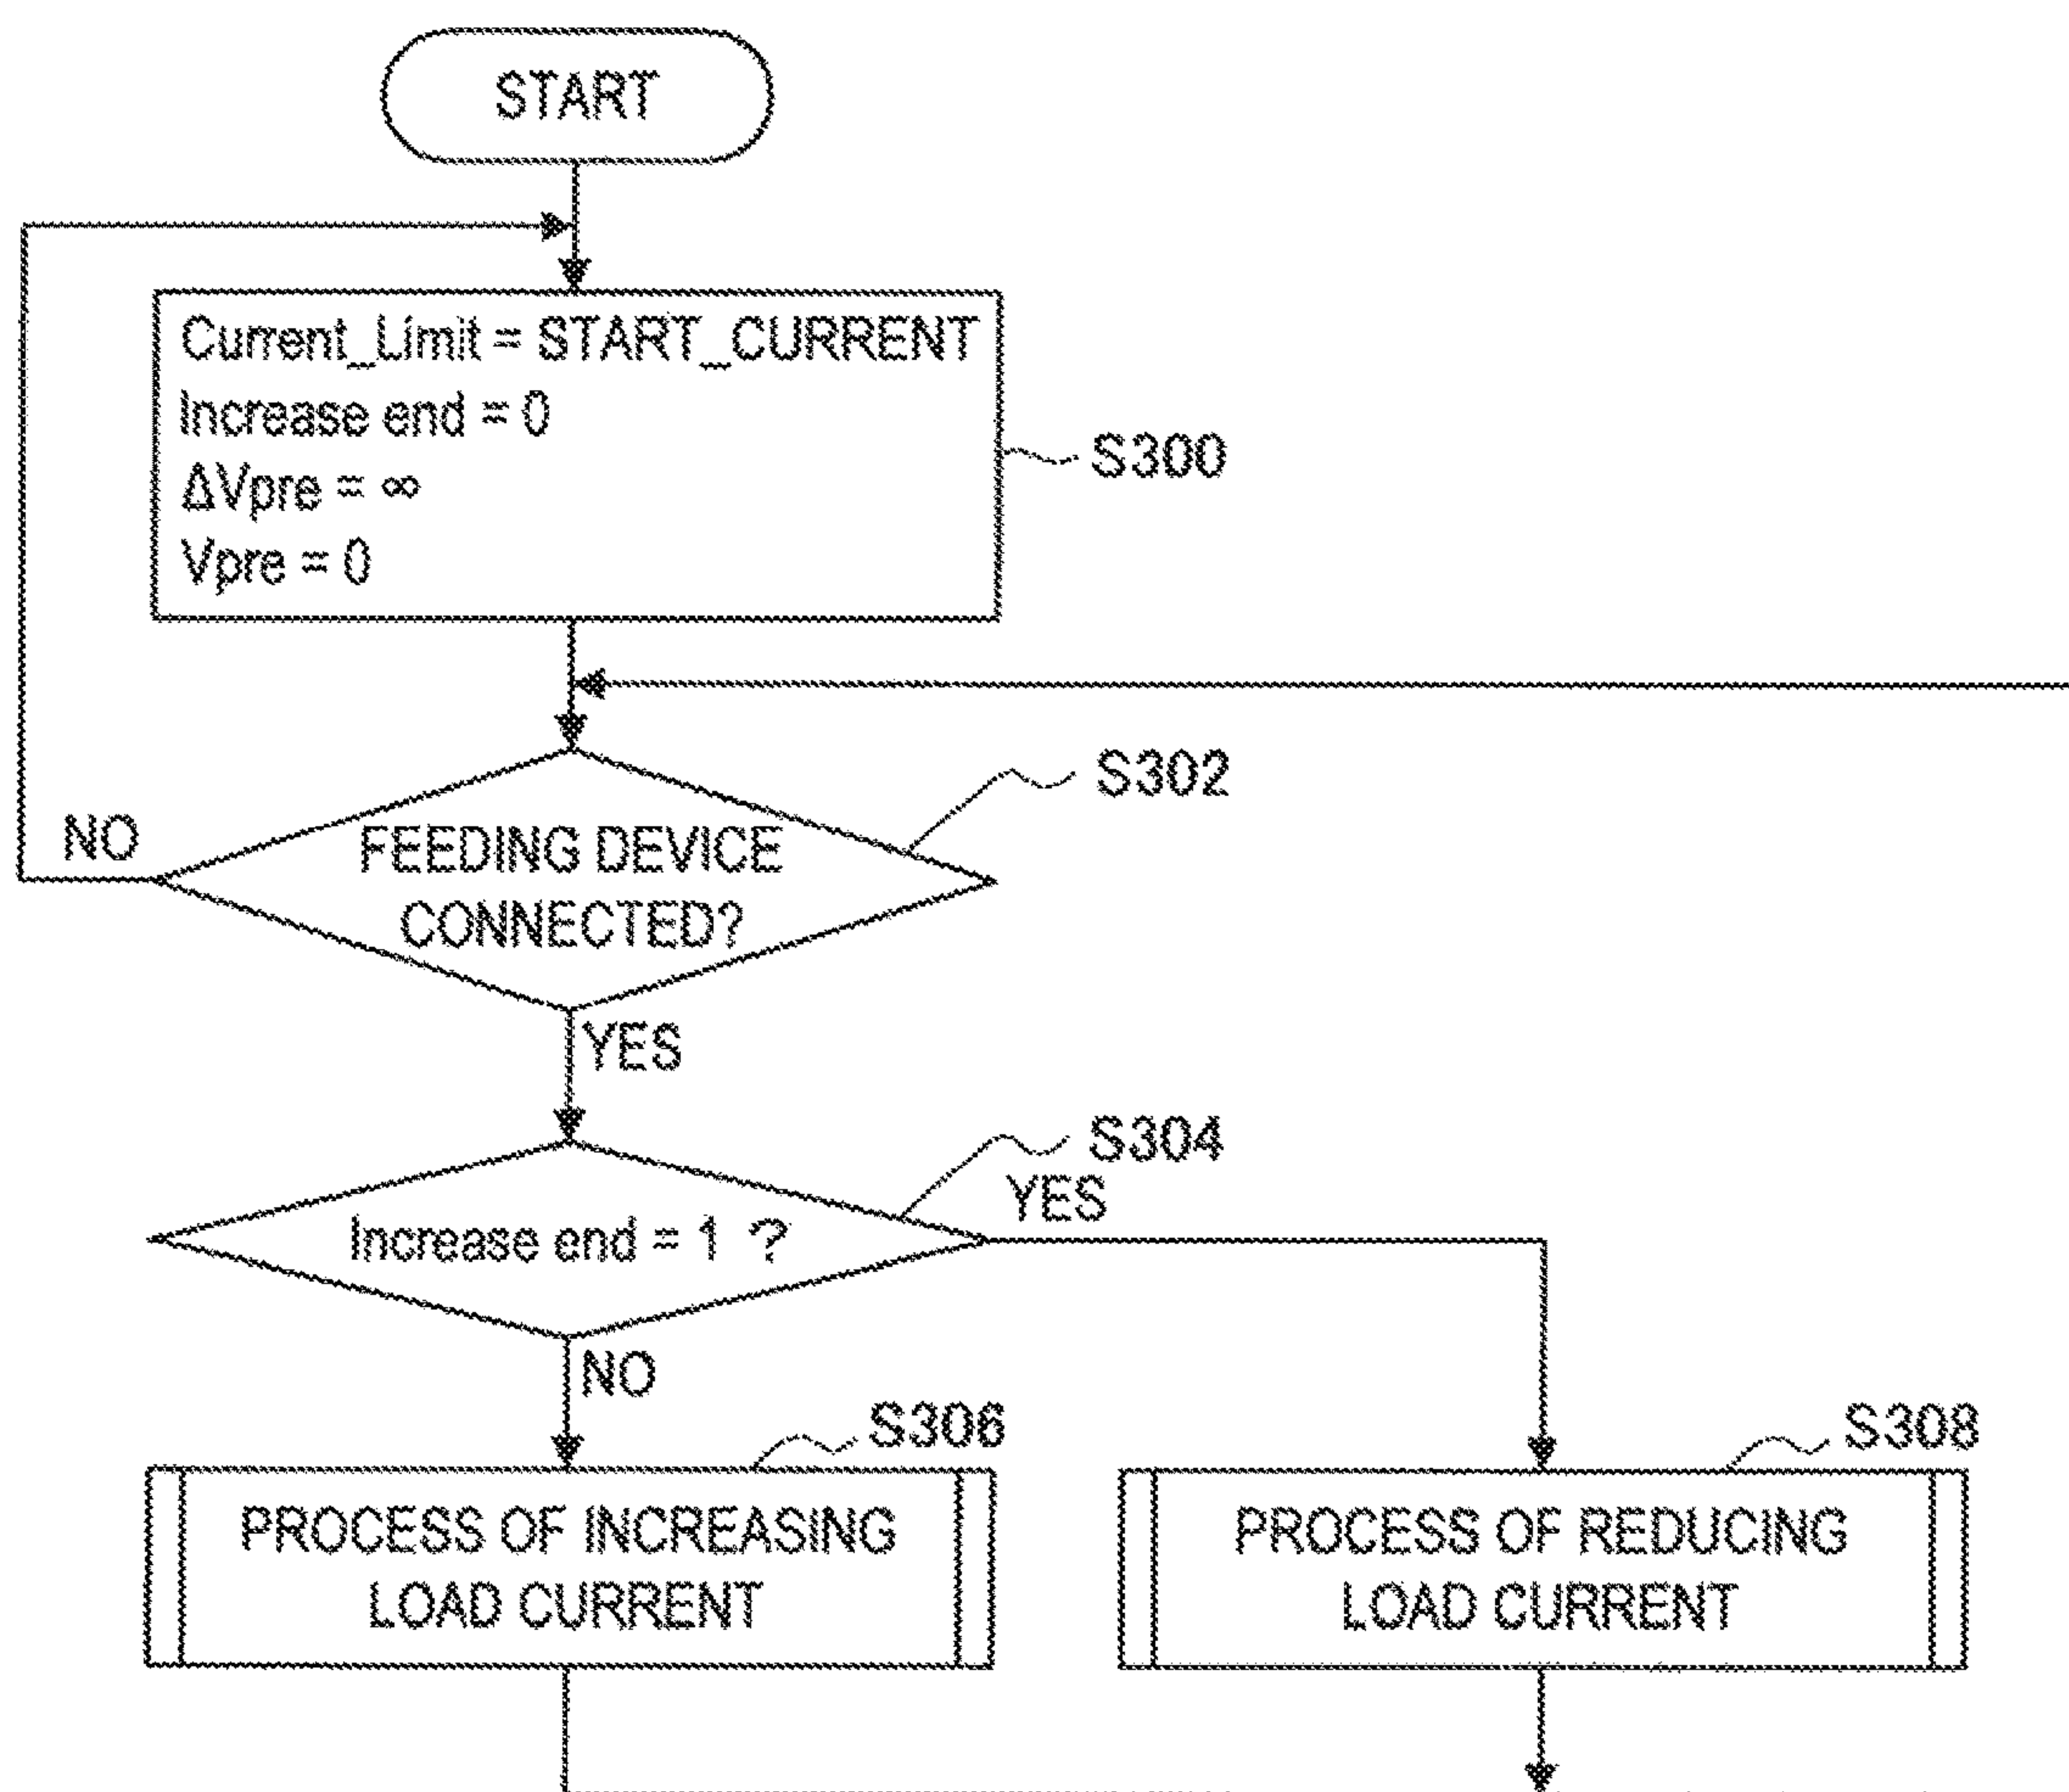 START
Current_Limit = START_CURRENT
Increase end = 0
ΔVpre = ∞
Vpre = 0
S300
S302
NO
FEEDING DEVICE
CONNECTED?
YES
S304
YES
Increase end = 1 ?
NO
S306
S308
PROCESS OF INCREASING
LOAD CURRENT
PROCESS OF REDUCING
LOAD CURRENT